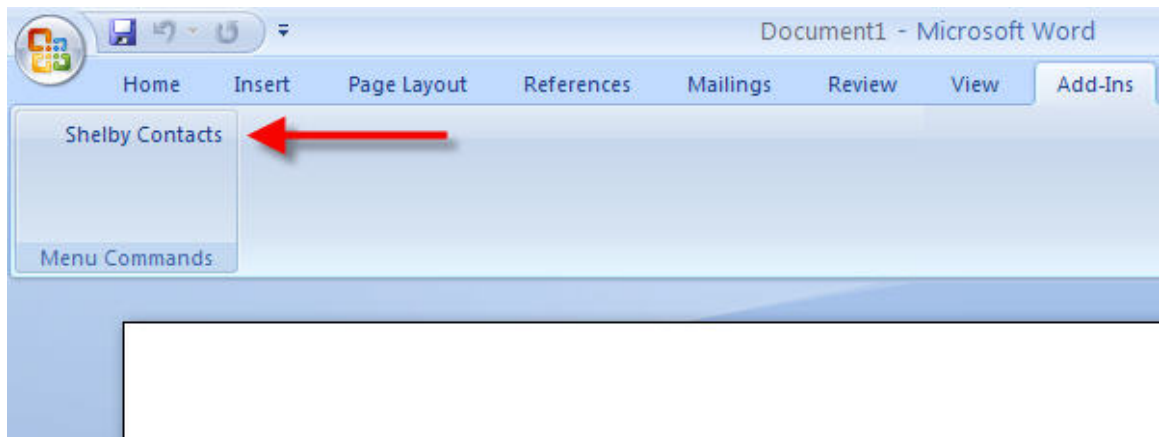 Document1 - Microsoft Word
Home Insert Page Layout References Mailings Review View Add-Ins
Shelby Contacts
Menu Commands